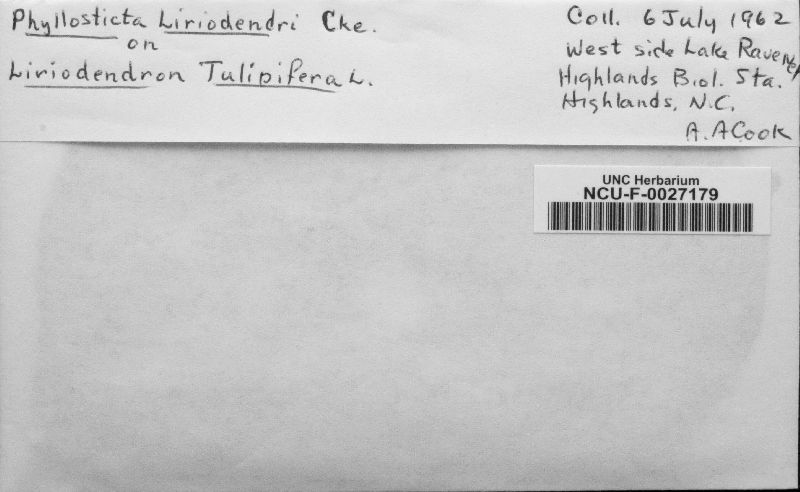 Phyllosticta Liriodendri Cke.
on
Liriodendron Tulipifera L.
Coll. 6 July 1962
West side Lake Ravenel
Highlands Biol. Sta.
Highlands, N.C.
A. A Cook
UNC Herbarium
NCU-F-0027179